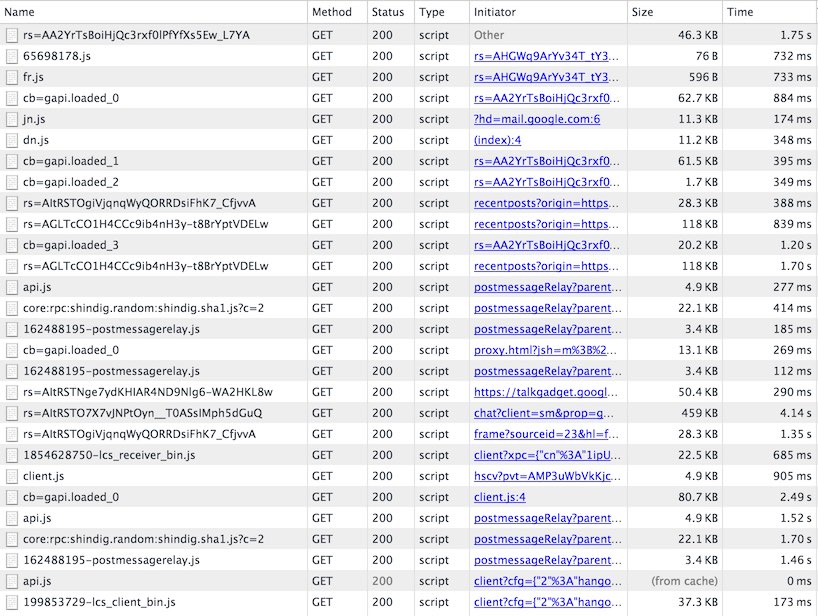 Name Method Status Type Initiator Size Time
rs=AA2YrTsBoiHjQc3rxf0lPfYfXs5Ew_L7YA GET 200 script Other 46.3 KB 1.75 s
65698178.js GET 200 script rs=AHGWq9ArYv34T_tY3... 76 B 732 ms
fr.js GET 200 script rs=AHGWq9ArYv34T_tY3... 596 B 733 ms
cb=gapi.loaded_0 GET 200 script rs=AA2YrTsBoiHjQc3rxf0... 62.7 KB 884 ms
jn.js GET 200 script ?hd=mail.google.com:6 11.3 KB 174 ms
dn.js GET 200 script (index):4 11.2 KB 348 ms
cb=gapi.loaded_1 GET 200 script rs=AA2YrTsBoiHjQc3rxf0... 61.5 KB 395 ms
cb=gapi.loaded_2 GET 200 script rs=AA2YrTsBoiHjQc3rxf0... 1.7 KB 349 ms
rs=AItRSTOgiVjqnqWyQORRDsiFhK7_CfjvvA GET 200 script recentposts?origin=https... 28.3 KB 388 ms
rs=AGLTcCO1H4CCc9ib4nH3y-t8BrYptVDELw GET 200 script recentposts?origin=https... 118 KB 839 ms
cb=gapi.loaded_3 GET 200 script rs=AA2YrTsBoiHjQc3rxf0... 20.2 KB 1.20 s
rs=AGLTcCO1H4CCc9ib4nH3y-t8BrYptVDELw GET 200 script recentposts?origin=https... 118 KB 1.70 s
api.js GET 200 script postmessageRelay?parent... 4.9 KB 277 ms
core:rpc:shindig.random:shindig.sha1.js?c=2 GET 200 script postmessageRelay?parent... 22.1 KB 414 ms
162488195-postmessagerelay.js GET 200 script postmessageRelay?parent... 3.4 KB 185 ms
cb=gapi.loaded_0 GET 200 script proxy.html?jsh=m%3B%2... 13.1 KB 269 ms
162488195-postmessagerelay.js GET 200 script postmessageRelay?parent... 3.4 KB 112 ms
rs=AItRSTNge7ydKHIAR4ND9Nlg6-WA2HKL8w GET 200 script https://talkgadget.googl... 50.4 KB 290 ms
rs=AItRSTO7X7vJNPtOyn__T0ASslMph5dGuQ GET 200 script chat?client=sm&prop=g... 459 KB 4.14 s
rs=AItRSTOgiVjqnqWyQORRDsiFhK7_CfjvvA GET 200 script frame?sourceid=23&hl=f... 28.3 KB 1.35 s
1854628750-lcs_receiver_bin.js GET 200 script client?xpc={"cn"%3A"1ipU... 22.5 KB 685 ms
client.js GET 200 script hscv?pvt=AMP3uWbVkKjc... 4.9 KB 905 ms
cb=gapi.loaded_0 GET 200 script client.js:4 80.7 KB 2.49 s
api.js GET 200 script postmessageRelay?parent... 4.9 KB 1.52 s
core:rpc:shindig.random:shindig.sha1.js?c=2 GET 200 script postmessageRelay?parent... 22.1 KB 1.70 s
162488195-postmessagerelay.js GET 200 script postmessageRelay?parent... 3.4 KB 1.46 s
api.js GET 200 script client?cfg={"2"%3A"hango... (from cache) 0 ms
199853729-lcs_client_bin.js GET 200 script client?cfg={"2"%3A"hango... 37.3 KB 173 ms